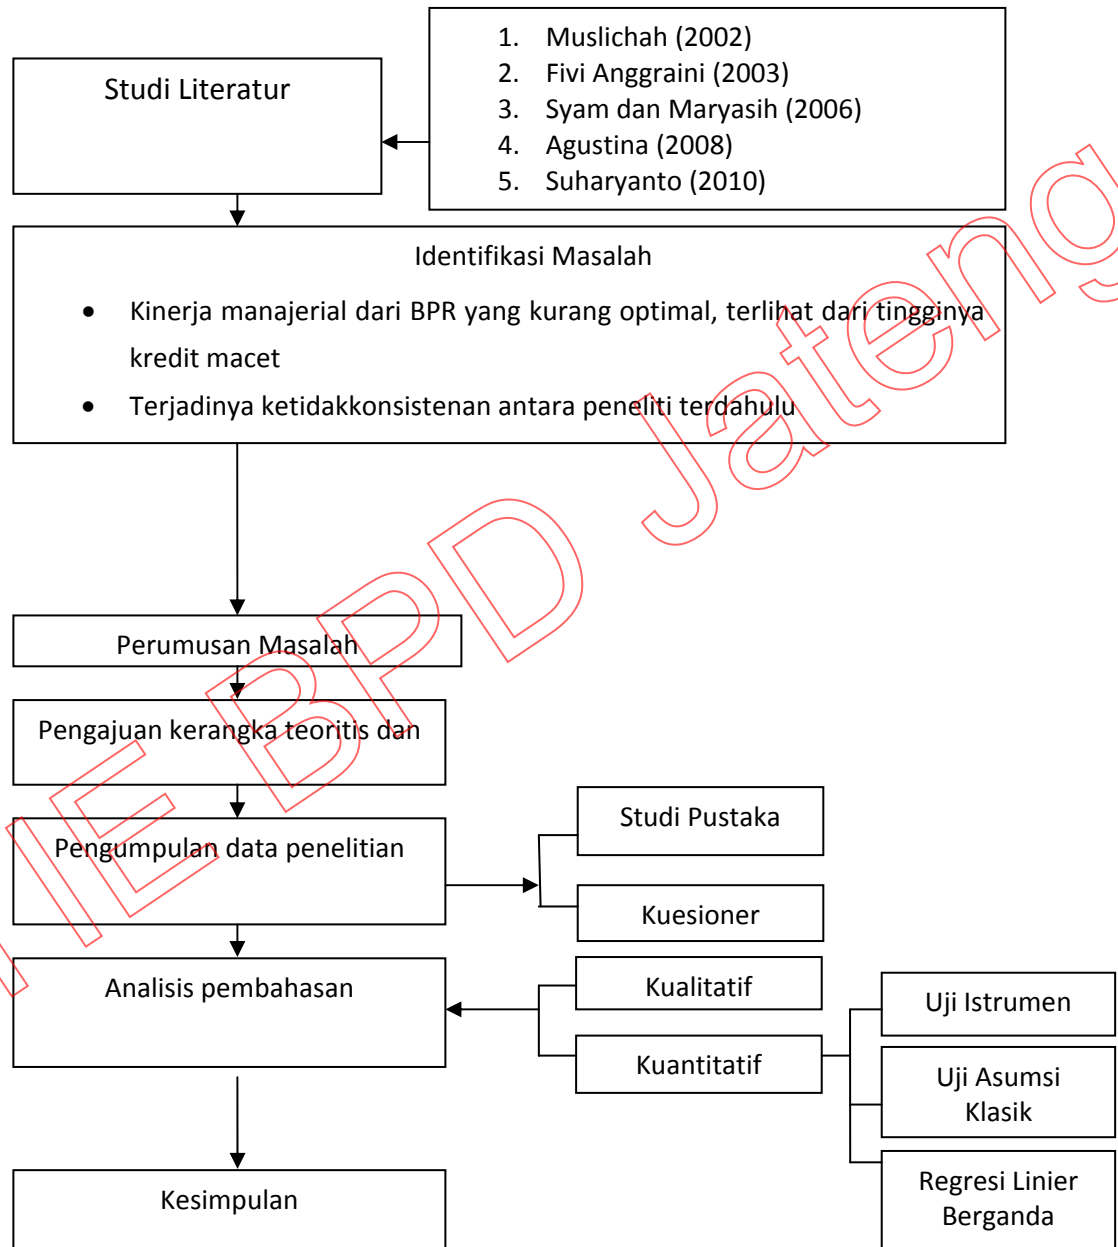 1. Muslichah (2002)
2. Fivi Anggraini (2003)
3. Syam dan Maryasih (2006)
4. Agustina (2008)
5. Suharyanto (2010)
Studi Literatur
Identifikasi Masalah
• Kinerja manajerial dari BPR yang kurang optimal, terlihat dari tingginya
kredit macet
• Terjadinya ketidakkonsistenan antara peneliti terdahulu
Perumusan Masalah
Pengajuan kerangka teoritis dan
Pengumpulan data penelitian
Studi Pustaka
Kuesioner
Analisis pembahasan
Kualitatif
Kuantitatif
Uji Istrumen
Uji Asumsi
Klasik
Regresi Linier
Berganda
Kesimpulan
IE BPD Jateng